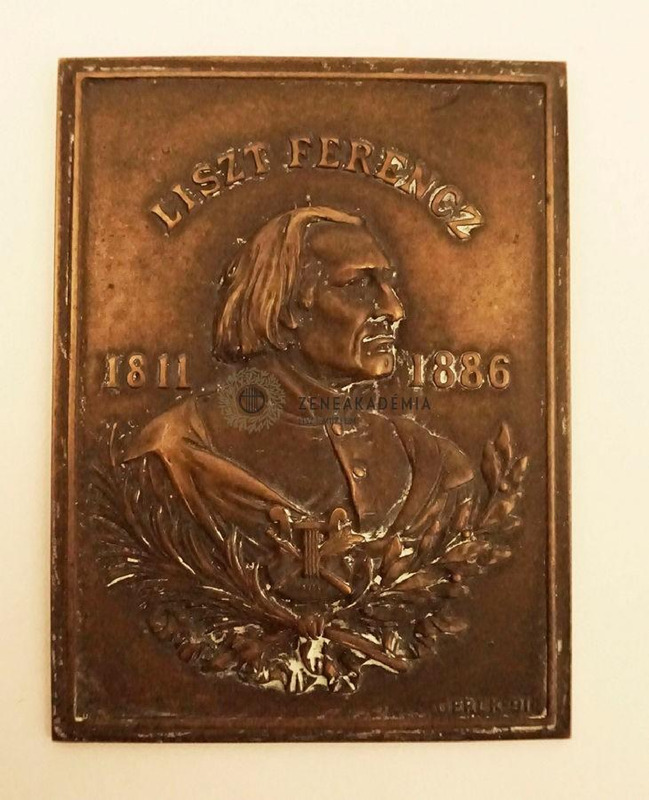 LISZT FERENCZ
1811 1886
ZENEAKADÉMIA